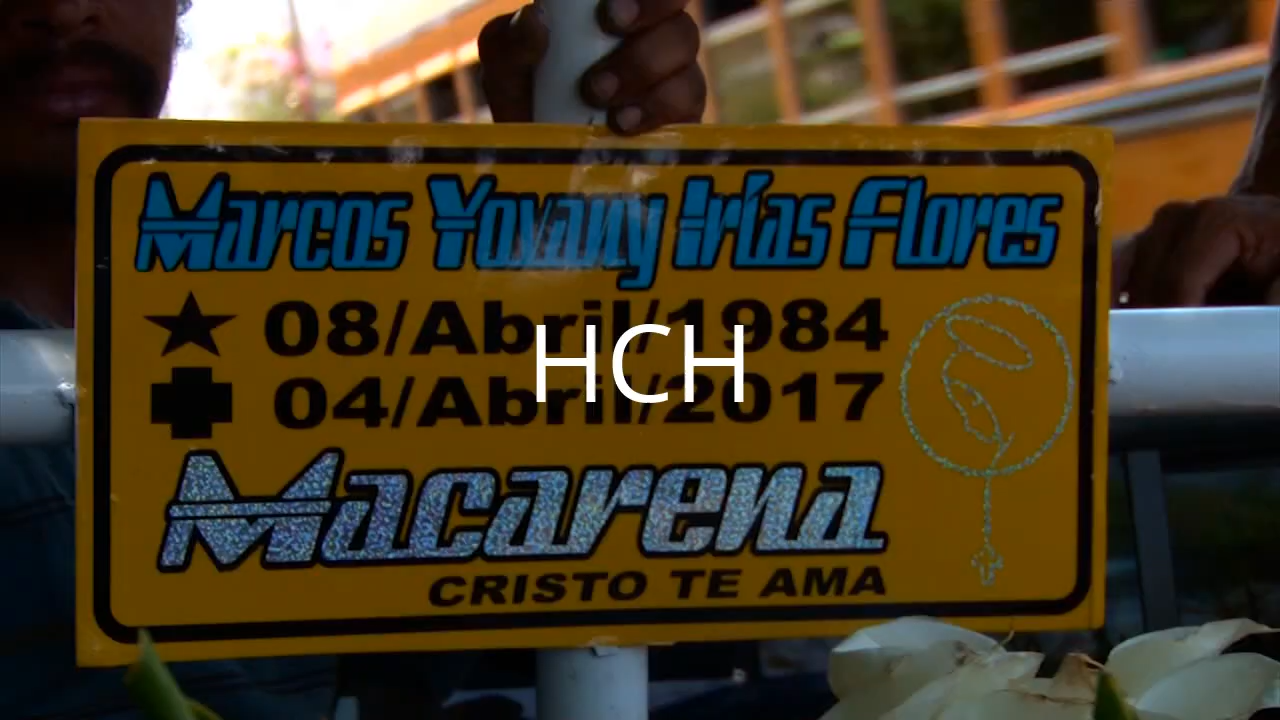 Marcos Yovany Irías Flores
08/Abril/1984
HCH
04/Abril/2017
Macarena
CRISTO TE AMA